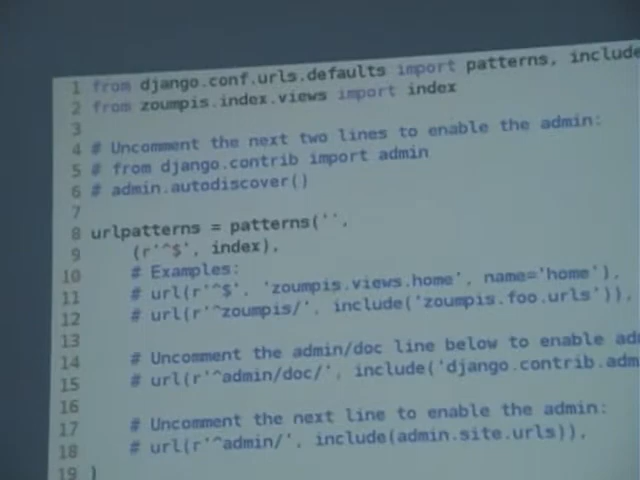 1 from django.conf.urls.defaults import patterns, include
2 from zoumpis.index.views import index
3
4 # Uncomment the next two lines to enable the admin:
5 # from django.contrib import admin
6 # admin.autodiscover()
7
8 urlpatterns = patterns('',
9 (r'^$', index),
10 # Examples:
11 # url(r'^$', 'zoumpis.views.home', name='home'),
12 # url(r'^zoumpis/', include('zoumpis.foo.urls')),
13
14 # Uncomment the admin/doc line below to enable
15 # url(r'^admin/doc/', include('django.contrib.adm
16
17 # Uncomment the next line to enable the admin:
18 # url(r'^admin/', include(admin.site.urls)),
19 )